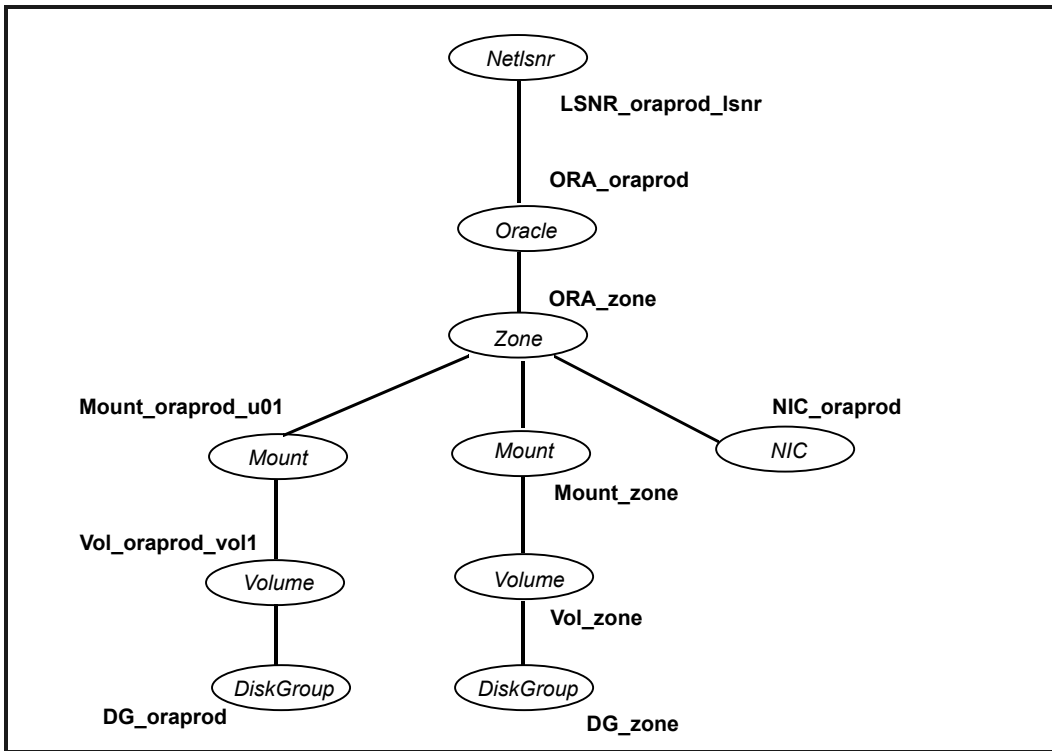 Netlsnr
LSNR_oraprod_lsnr
ORA_oraprod
Oracle
ORA_zone
Zone
Mount_oraprod_u01
NIC_oraprod
Mount
Mount
NIC
Mount_zone
Vol_oraprod_vol1
Volume
Volume
Vol_zone
DiskGroup
DiskGroup
DG_oraprod
DG_zone